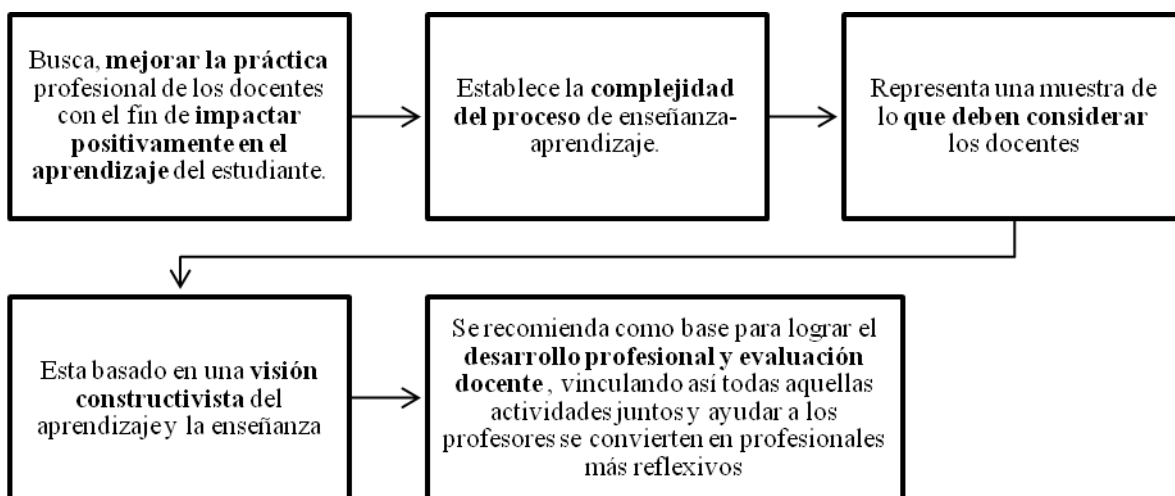 Busca, mejorar la práctica
profesional de los docentes
con el fin de impactar
positivamente en el
aprendizaje del estudiante.
Establece la complejidad
del proceso de enseñanza-
aprendizaje.
Representa una muestra de
lo que deben considerar
los docentes
Esta basado en una visión
constructivista del
aprendizaje y la enseñanza
Se recomienda como base para lograr el
desarrollo profesional y evaluación
docente , vinculando así todas aquellas
actividades juntos y ayudar a los
profesores se convierten en profesionales
más reflexivos